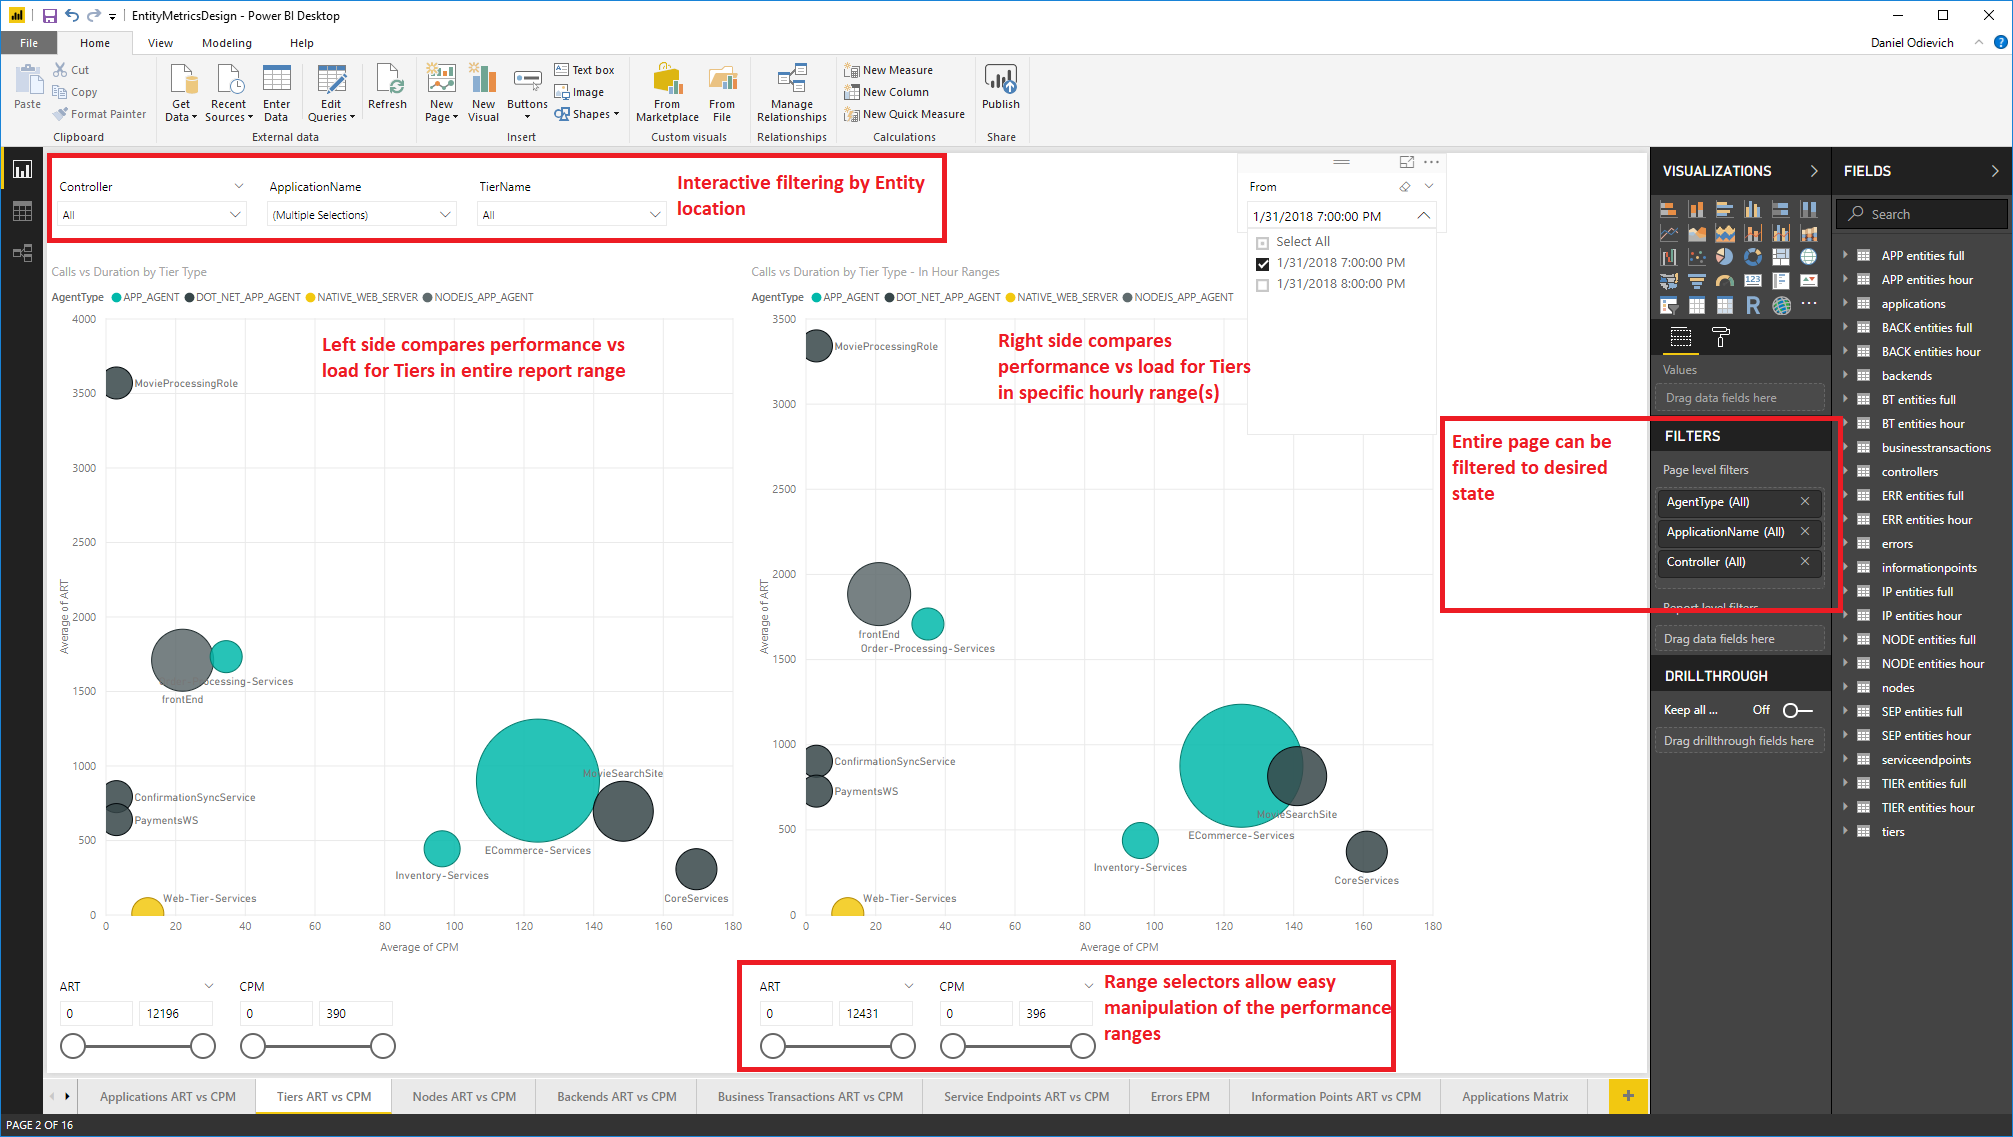 EntityMetricsDesign - Power BI Desktop
File
Home
View
Modeling
Help
Daniel Odievich
Paste
Cut
Copy
Format Painter
Clipboard
Get
Data
Recent
Sources
Enter
Data
Edit
Queries
Refresh
External data
New
Page
New
Visual
Buttons
Text box
Image
Shapes
Insert
From
Marketplace
From
File
Custom visuals
Manage
Relationships
Relationships
New Measure
New Column
New Quick Measure
Calculations
Publish
Share
Controller
All
ApplicationName
(Multiple Selections)
TierName
All
Interactive filtering by Entity
location
From
1/31/2018 7:00:00 PM
Select All
1/31/2018 7:00:00 PM
1/31/2018 8:00:00 PM
Calls vs Duration by Tier Type
AgentType APP_AGENT DOT_NET_APP_AGENT NATIVE_WEB_SERVER NODEJS_APP_AGENT
Left side compares performance vs
load for Tiers in entire report range
4000
3500
3000
2500
2000
1500
1000
500
0
Average of ART
MovieProcessingRole
Order-Processing-Services
frontEnd
MovieSearchSite
ConfirmationSyncService
PaymentsWS
ECommerce-Services
Inventory-Services
CoreServices
Web-Tier-Services
0 20 40 60 80 100 120 140 160 180
Average of CPM
Calls vs Duration by Tier Type - In Hour Ranges
AgentType APP_AGENT DOT_NET_APP_AGENT NATIVE_WEB_SERVER NODEJS_APP_AGENT
Right side compares
performance vs load for Tiers
in specific hourly range(s)
3500
3000
2500
2000
1500
1000
500
0
Average of ART
MovieProcessingRole
frontEnd
Order-Processing-Services
ConfirmationSyncService
PaymentsWS
MovieSearchSite
ECommerce-Services
Inventory-Services
CoreServices
Web-Tier-Services
0 20 40 60 80 100 120 140 160 180
Average of CPM
ART
0
12196
CPM
0
390
ART
0
12431
CPM
0
396
Range selectors allow easy
manipulation of the performance
ranges
Entire page can be
filtered to desired
state
VISUALIZATIONS
123
R
Values
Drag data fields here
FILTERS
Page level filters
AgentType (All)
ApplicationName (All)
Controller (All)
Report level filters
Drag data fields here
DRILLTHROUGH
Keep all ... Off
Drag drillthrough fields here
FIELDS
Search
APP entities full
APP entities hour
applications
BACK entities full
BACK entities hour
backends
BT entities full
BT entities hour
businesstransactions
controllers
ERR entities full
ERR entities hour
errors
informationpoints
IP entities full
IP entities hour
NODE entities full
NODE entities hour
nodes
SEP entities full
SEP entities hour
serviceendpoints
TIER entities full
TIER entities hour
tiers
Applications ART vs CPM
Tiers ART vs CPM
Nodes ART vs CPM
Backends ART vs CPM
Business Transactions ART vs CPM
Service Endpoints ART vs CPM
Errors EPM
Information Points ART vs CPM
Applications Matrix
PAGE 2 OF 16